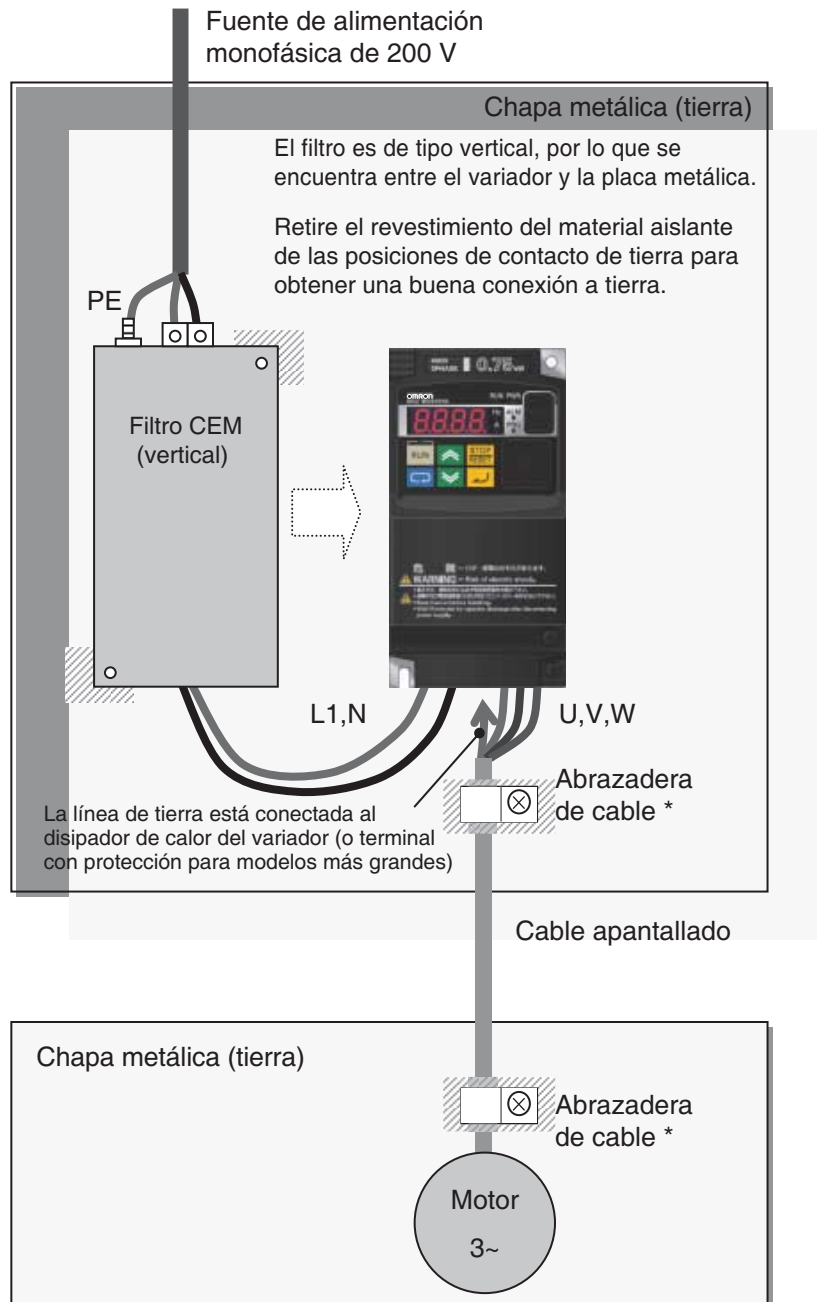 Fuente de alimentación
monofásica de 200 V
Chapa metálica (tierra)
El filtro es de tipo vertical, por lo que se
encuentra entre el variador y la placa metálica.
Retire el revestimiento del material aislante
de las posiciones de contacto de tierra para
obtener una buena conexión a tierra.
PE
Filtro CEM
(vertical)
OMRON
RUN PWR
8.8.8.8.
RUN
STOP
RESET
WARNING
L1,N
U,V,W
Abrazadera
de cable *
La línea de tierra está conectada al
disipador de calor del variador (o terminal
con protección para modelos más grandes)
Cable apantallado
Chapa metálica (tierra)
Abrazadera
de cable *
Motor
3~